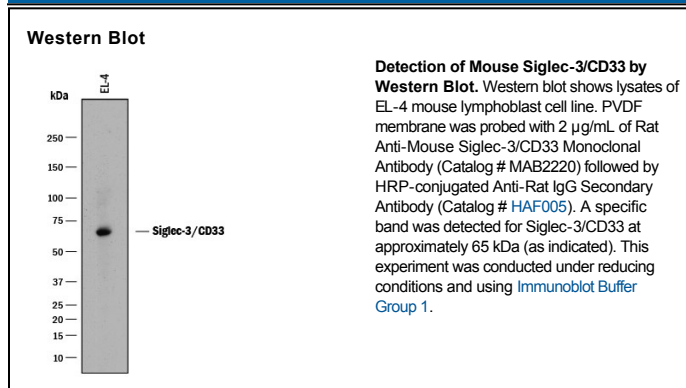 Western Blot
EL-4
kDa
250
150
100
75
Siglec-3/CD33
50
37
25
20
15
10
Detection of Mouse Siglec-3/CD33 by
Western Blot. Western blot shows lysates of
EL-4 mouse lymphoblast cell line. PVDF
membrane was probed with 2 µg/mL of Rat
Anti-Mouse Siglec-3/CD33 Monoclonal
Antibody (Catalog # MAB2220) followed by
HRP-conjugated Anti-Rat IgG Secondary
Antibody (Catalog # HAF005). A specific
band was detected for Siglec-3/CD33 at
approximately 65 kDa (as indicated). This
experiment was conducted under reducing
conditions and using Immunoblot Buffer
Group 1.